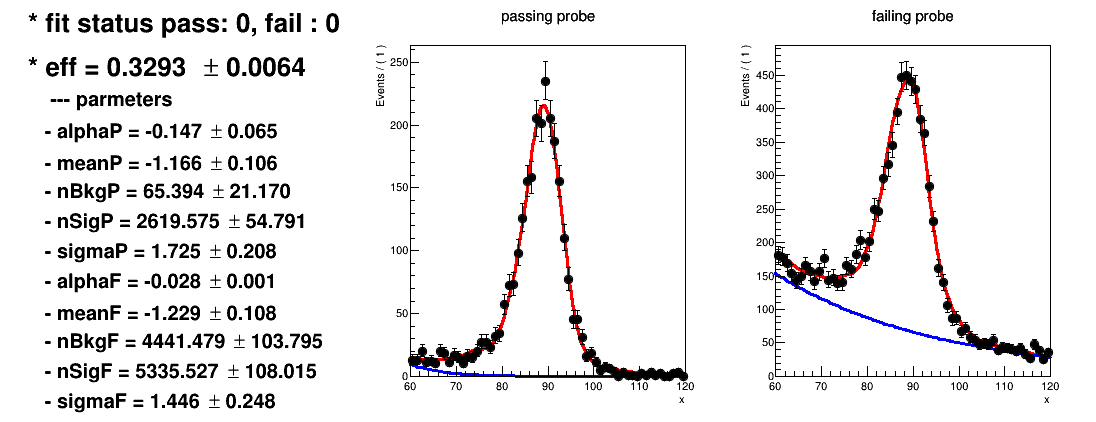 * fit status pass: 0, fail : 0
* eff = 0.3293 ± 0.0064
--- parmeters
- alphaP = -0.147 ± 0.065
- meanP = -1.166 ± 0.106
- nBkgP = 65.394 ± 21.170
- nSigP = 2619.575 ± 54.791
- sigmaP = 1.725 ± 0.208
- alphaF = -0.028 ± 0.001
- meanF = -1.229 ± 0.108
- nBkgF = 4441.479 ± 103.795
- nSigF = 5335.527 ± 108.015
- sigmaF = 1.446 ± 0.248
passing probe
Events / ( 1 )
250
200
150
100
50
0
60 70 80 90 100 110 120
x
failing probe
Events / ( 1 )
450
400
350
300
250
200
150
100
50
0
60 70 80 90 100 110 120
x